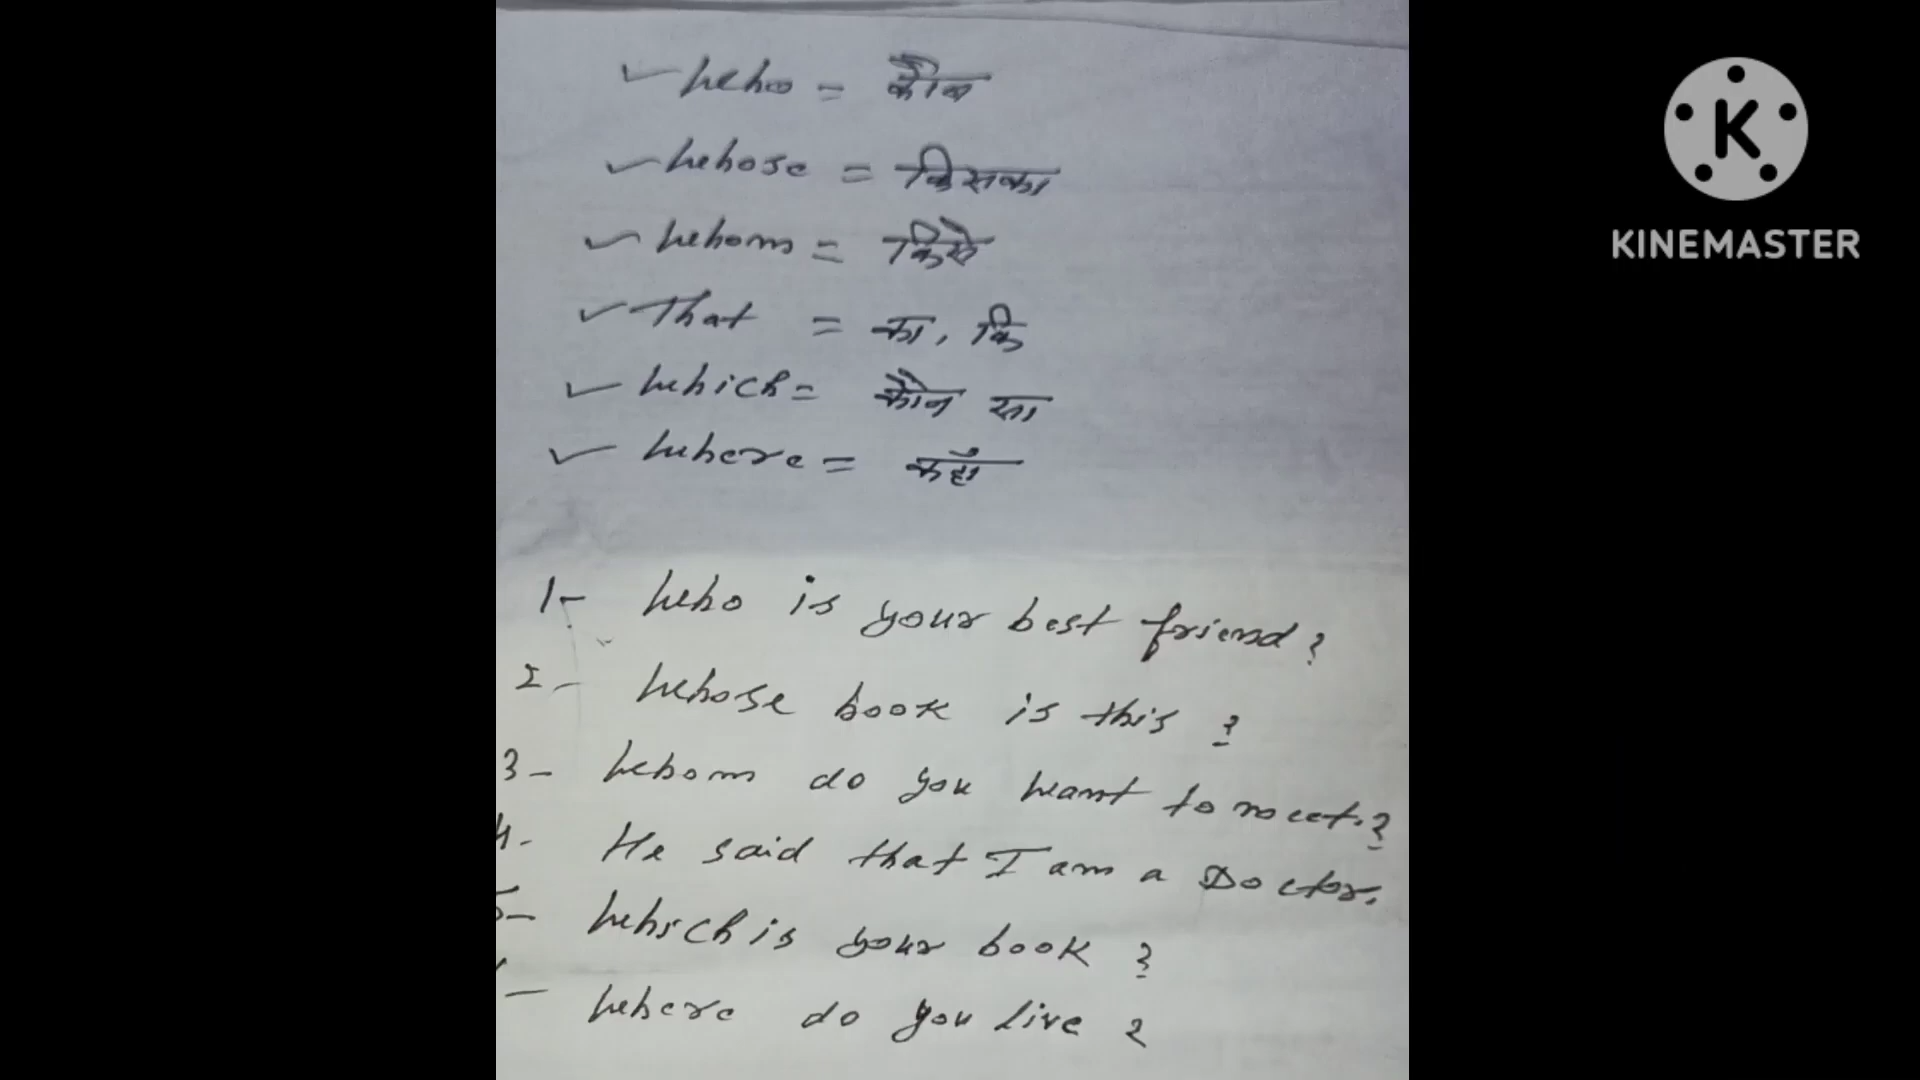 ✓ who = कौन
✓ whose = किसका
✓ whom = किसे
✓ That = का, कि
✓ which = कौन सा
✓ where = कहाँ
1- who is your best friend?
2- whose book is this?
3- whom do you want to meet.?
4- He said that I am a Doctor.
5- which is your book?
- where do you live?
K
KINEMASTER